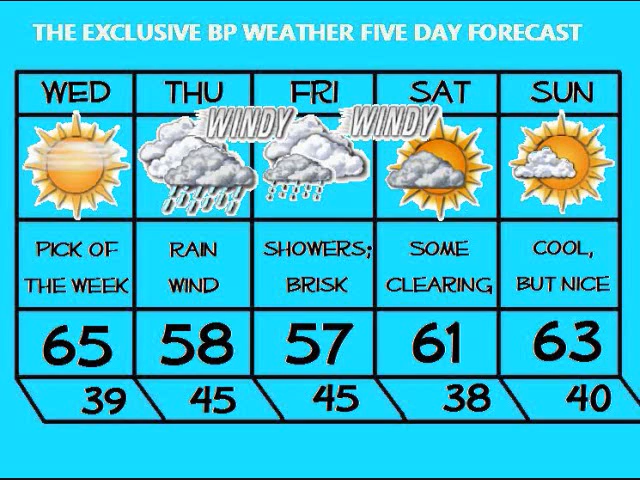 THE EXCLUSIVE BP WEATHER FIVE DAY FORECAST
WED THU FRI SAT SUN
WINDY WINDY
PICK OF RAIN SHOWERS; SOME COOL,
THE WEEK WIND BRISK CLEARING BUT NICE
65 58 57 61 63
39 45 45 38 40